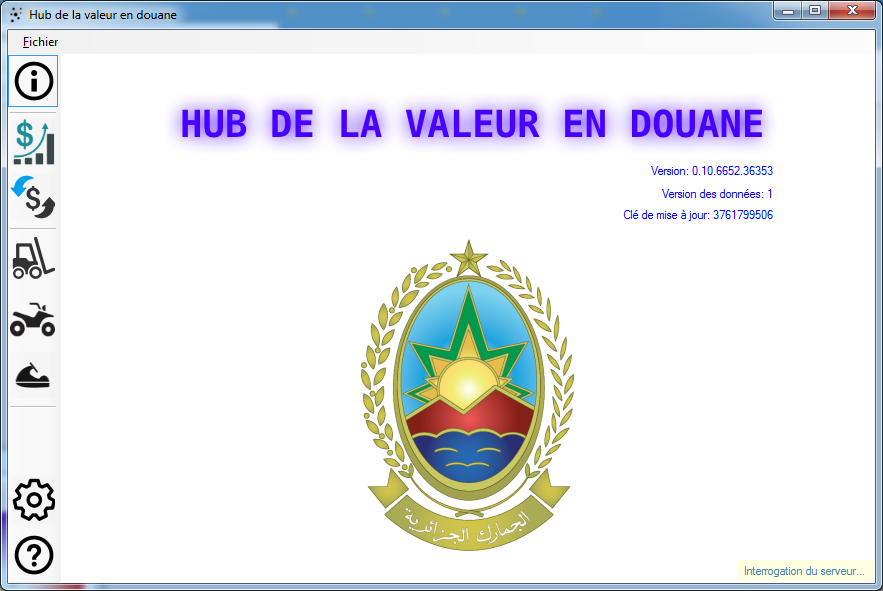 Hub de la valeur en douane
Fichier
HUB DE LA VALEUR EN DOUANE
Version: 0.10.6652.36353
Version des données: 1
Clé de mise à jour: 3761799506
الجمارك الجزائرية
Interrogation du serveur...